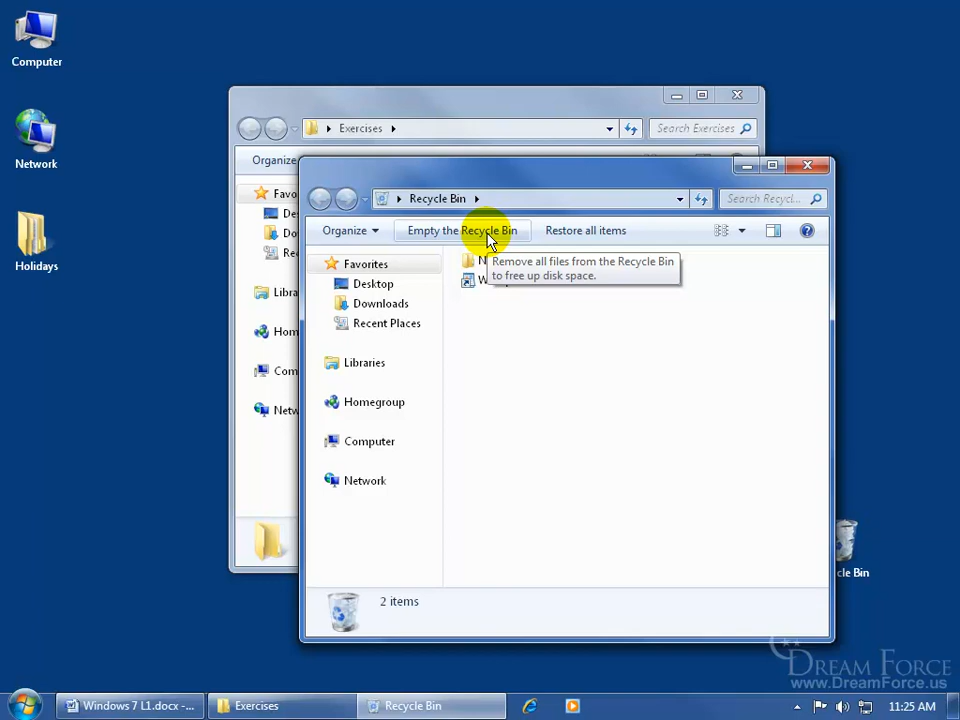 Computer
Network
Holidays
Exercises
Search Exercises
Organize
Recycle Bin
Search Recycl...
Organize
Empty the Recycle Bin
Restore all items
Remove all files from the Recycle Bin
to free up disk space.
Favorites
Desktop
Downloads
Recent Places
Libraries
Homegroup
Computer
Network
2 items
DREAM FORCE
www.DreamForce.us
Windows 7 L1.docx -...
Exercises
Recycle Bin
11:25 AM